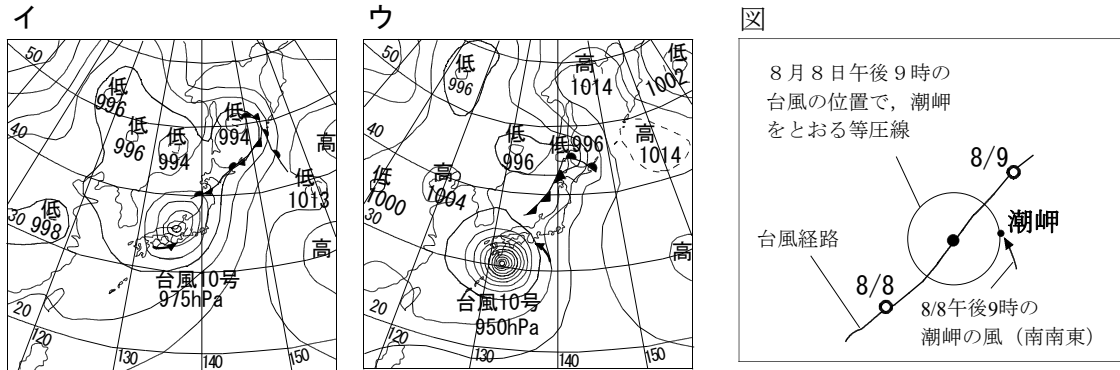 イ
50
低
996
低
996
低
994
低
994
高
低
1013
高
40
30
低
998
台風10号
975hPa
20
120
130
140
150
ウ
50
低
996
高
1014
低
1002
高
1014
低
996
低996
40
低
1000
高
1004
30
高
台風10号
950hPa
20
120
130
140
150
図
8月8日午後9時の
台風の位置で,潮岬
をとおる等圧線
8/9
潮岬
台風経路
8/8
8/8午後9時の
潮岬の風(南南東)